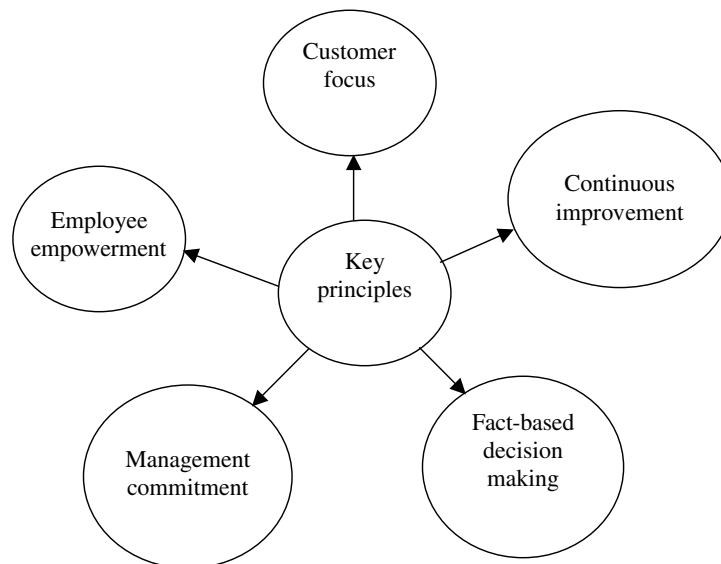 Customer
focus
Continuous
improvement
Employee
empowerment
Key
principles
Management
commitment
Fact-based
decision
making